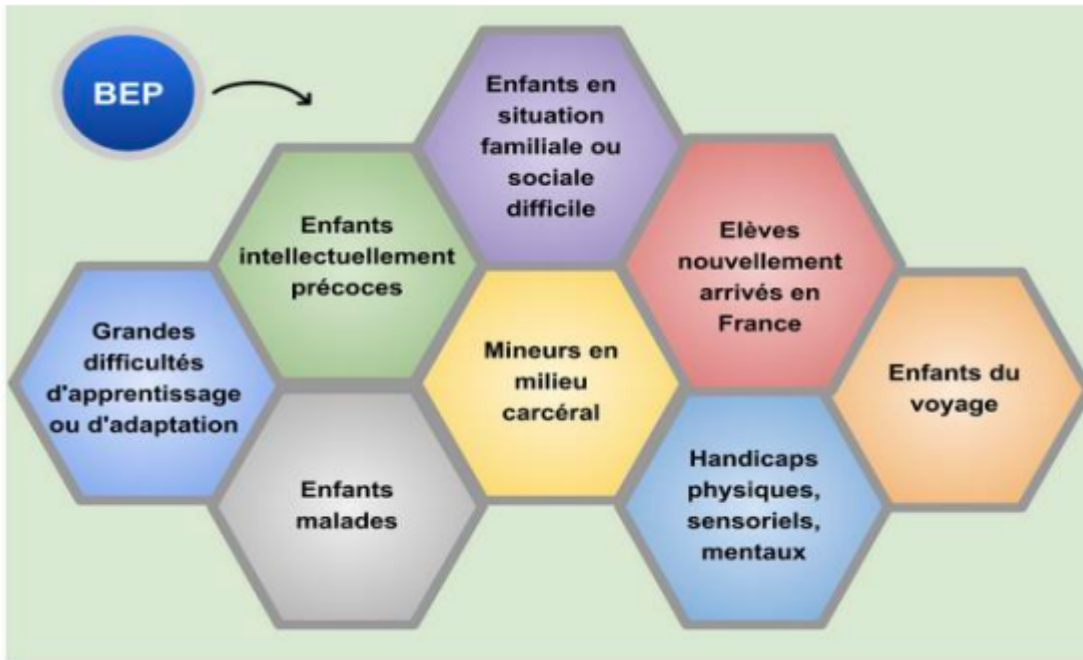 BEP
Enfants en
situation
familiale ou
sociale
difficile
Enfants
intellectuellement
précoces
Elèves
nouvellement
arrivés en
France
Grandes
difficultés
d'apprentissage
ou d'adaptation
Mineurs en
milieu
carcéral
Enfants du
voyage
Enfants
malades
Handicaps
physiques,
sensoriels,
mentaux